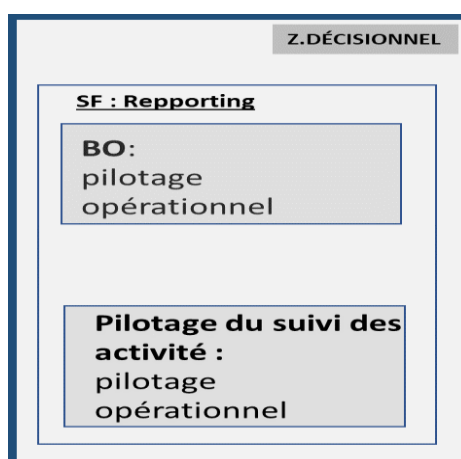 Z.DÉCISIONNEL
SF : Repporting
BO:
pilotage
opérationnel
Pilotage du suivi des
activité :
pilotage
opérationnel